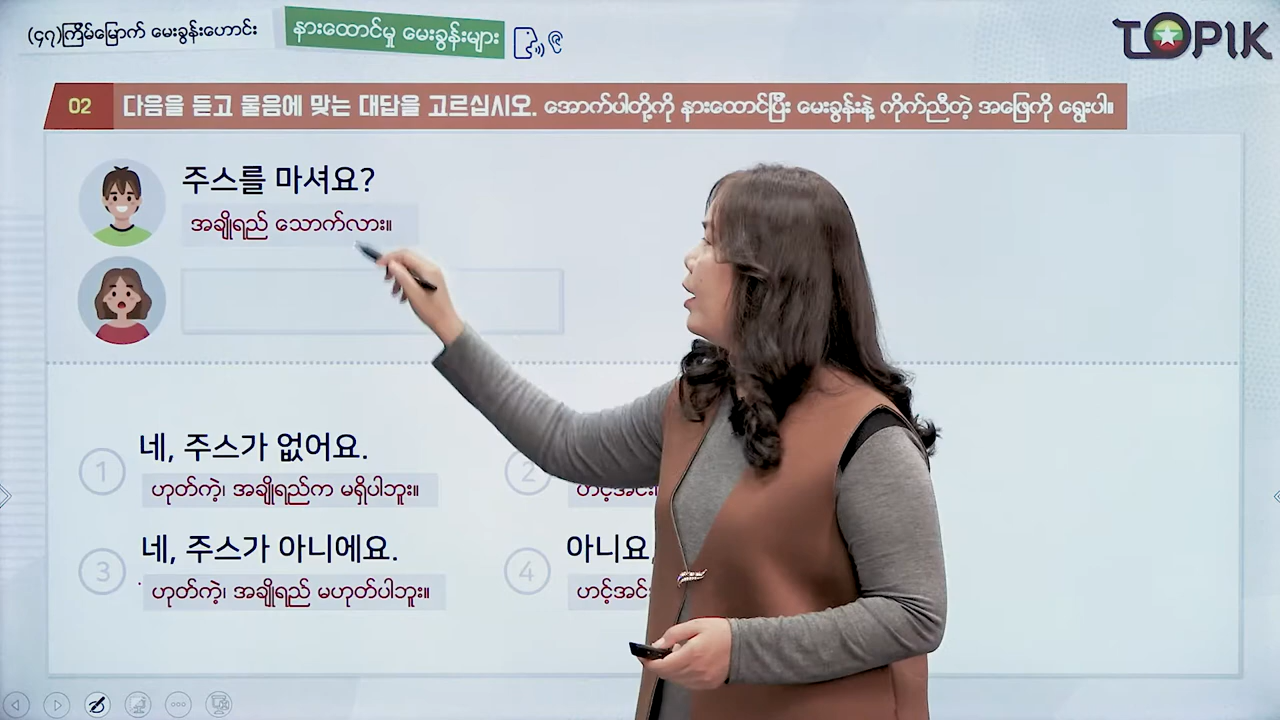 (၄၇)ကြိမ်မြောက် မေးခွန်းဟောင်း
နားထောင်မှု မေးခွန်းများ
TOPIK
02 다음을 듣고 물음에 맞는 대답을 고르십시오. အောက်ပါတို့ကို နားထောင်ပြီး မေးခွန်းနဲ့ ကိုက်ညီတဲ့ အဖြေကို ရွေးပါ။
주스를 마셔요?
အချိုရည် သောက်လား။
1 네, 주스가 없어요.
ဟုတ်ကဲ့၊ အချိုရည်က မရှိပါဘူး။
2
ဟင့်အင်း။
3 네, 주스가 아니에요.
ဟုတ်ကဲ့၊ အချိုရည် မဟုတ်ပါဘူး။
4 아니요,